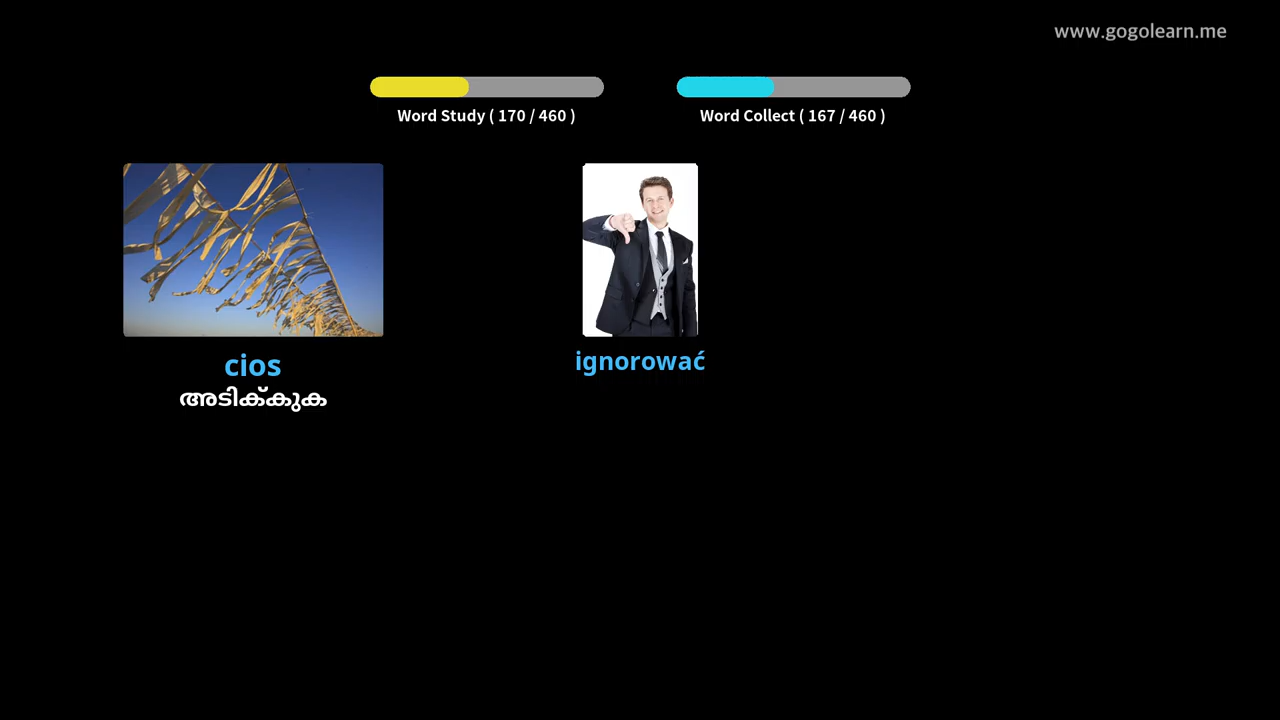 www.gogolearn.me
Word Study ( 170 / 460 )
Word Collect ( 167 / 460 )
cios
അടിക്കുക
ignorować